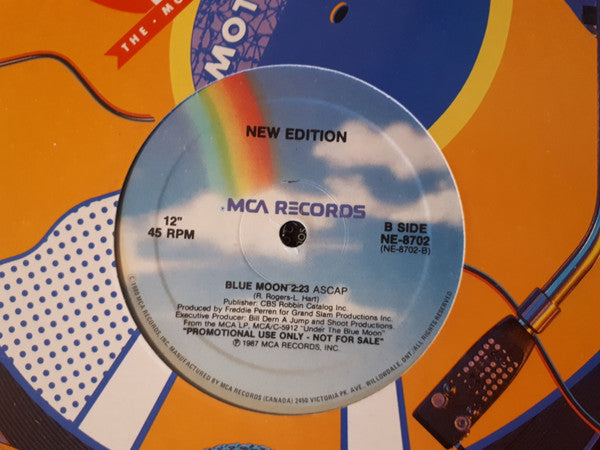 THE • MO
MOT
NEW EDITION
MCA RECORDS
12"
45 RPM
B SIDE
NE-8702
(NE-8702-B)
BLUE MOON 2:23 ASCAP
(R. Rogers-L. Hart)
Publisher: CBS Robbin Catalog Inc.
Produced by Freddie Perren for Grand Slam Productions Inc.
Executive Producer: Bill Dern A Jump and Shoot Productions.
From the MCA LP, MCA/C-5912 "Under The Blue Moon"
"PROMOTIONAL USE ONLY - NOT FOR SALE"
Ⓟ 1987 MCA RECORDS, INC.
MCA RECORDS, INC. MANUFACTURED BY MCA RECORDS (CANADA) 2450 VICTORIA PK. AVE. WILLOWDALE, ONT. ALL RIGHTS RESERVED.